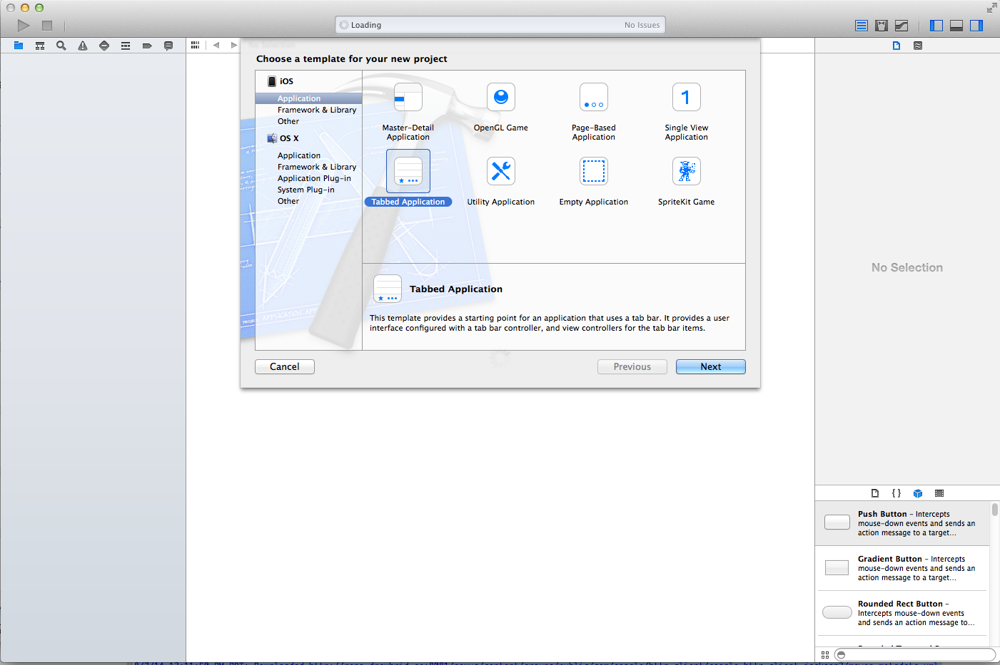 Loading
No Issues
No Selection
Choose a template for your new project
iOS
Application
Framework & Library
Other
OS X
Application
Framework & Library
Application Plug-in
System Plug-in
Other
Master-Detail
Application
OpenGL Game
Page-Based
Application
1
Single View
Application
Tabbed Application
Utility Application
Empty Application
SpriteKit Game
Tabbed Application
This template provides a starting point for an application that uses a tab bar. It provides a user
interface configured with a tab bar controller, and view controllers for the tab bar items.
Cancel
Previous
Next
No Selection
{ }
Push Button - Intercepts
mouse-down events and sends an
action message to a target...
Gradient Button - Intercepts
mouse-down events and sends an
action message to a target...
Rounded Rect Button -
Intercepts mouse-down events
and sends an action message to...